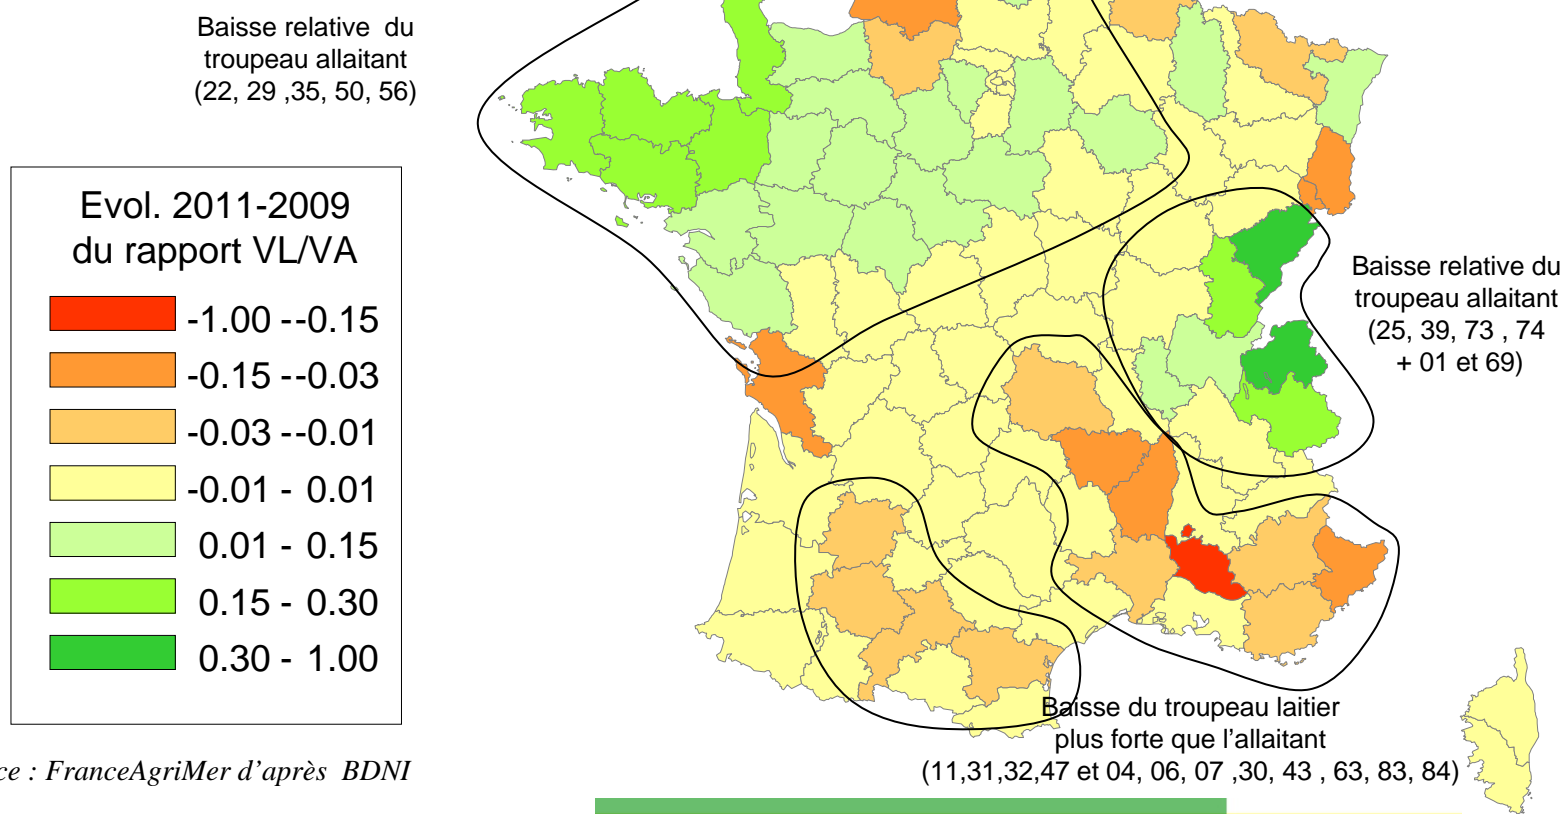 Baisse relative du
troupeau allaitant
(22, 29 ,35, 50, 56)
Evol. 2011-2009
du rapport VL/VA
-1.00 --0.15
-0.15 --0.03
-0.03 --0.01
-0.01 - 0.01
0.01 - 0.15
0.15 - 0.30
0.30 - 1.00
Baisse relative du
troupeau allaitant
(25, 39, 73 , 74
+ 01 et 69)
Baisse du troupeau laitier
plus forte que l'allaitant
(11,31,32,47 et 04, 06, 07 ,30, 43 , 63, 83, 84)
ce : FranceAgriMer d'après BDNI